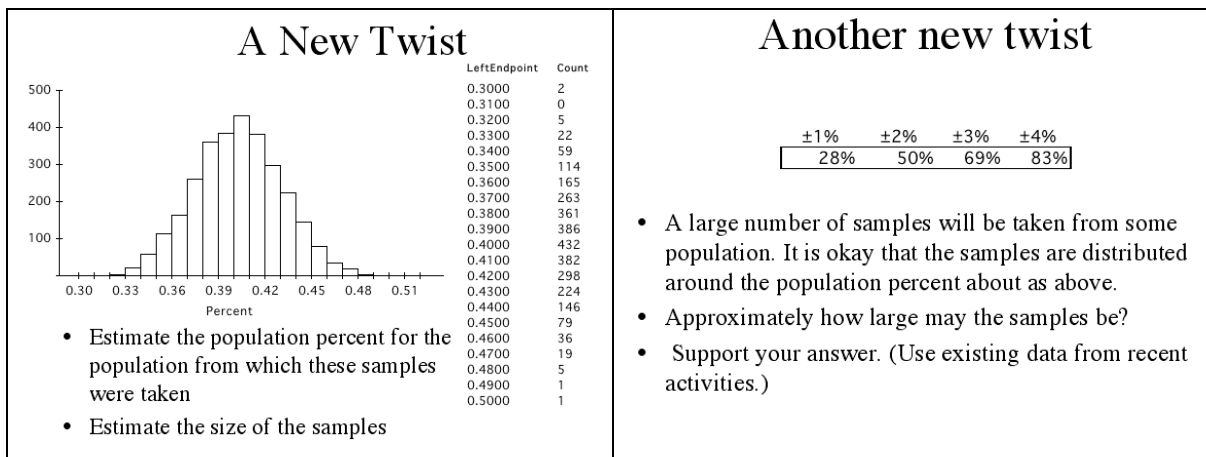 A New Twist
LeftEndpoint Count
0.3000 2
0.3100 0
0.3200 5
0.3300 22
0.3400 59
0.3500 114
0.3600 165
0.3700 263
0.3800 361
0.3900 386
0.4000 432
0.4100 382
0.4200 298
0.4300 224
0.4400 146
0.4500 79
0.4600 36
0.4700 19
0.4800 5
0.4900 1
0.5000 1
500
400
300
200
100
0.30 0.33 0.36 0.39 0.42 0.45 0.48 0.51
Percent
• Estimate the population percent for the
population from which these samples
were taken
• Estimate the size of the samples
Another new twist
±1% ±2% ±3% ±4%
28% 50% 69% 83%
• A large number of samples will be taken from some
population. It is okay that the samples are distributed
around the population percent about as above.
• Approximately how large may the samples be?
• Support your answer. (Use existing data from recent
activities.)